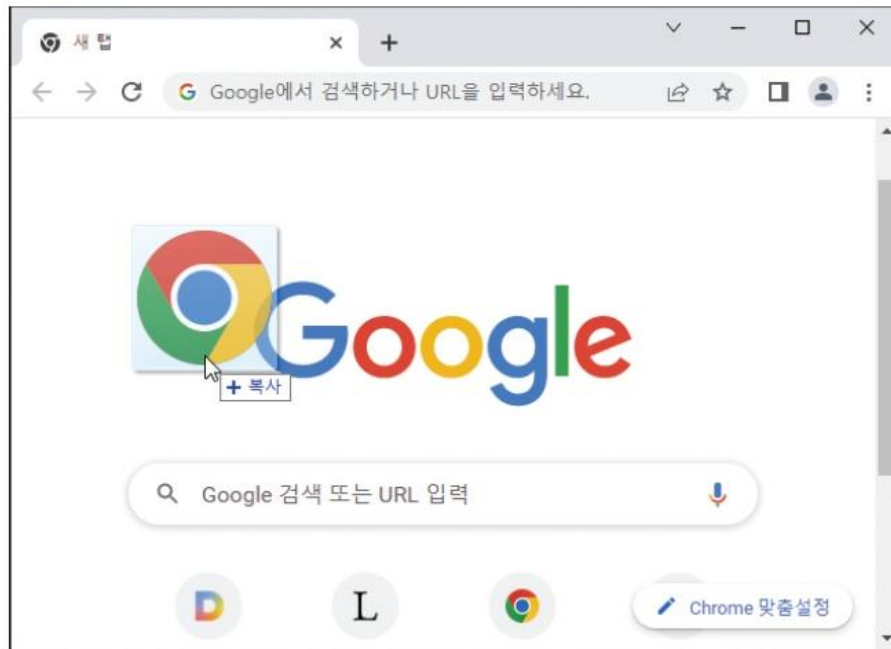 새 탭
Google에서 검색하거나 URL을 입력하세요.
Google
+ 복사
Google 검색 또는 URL 입력
D
L
Chrome 맞춤설정